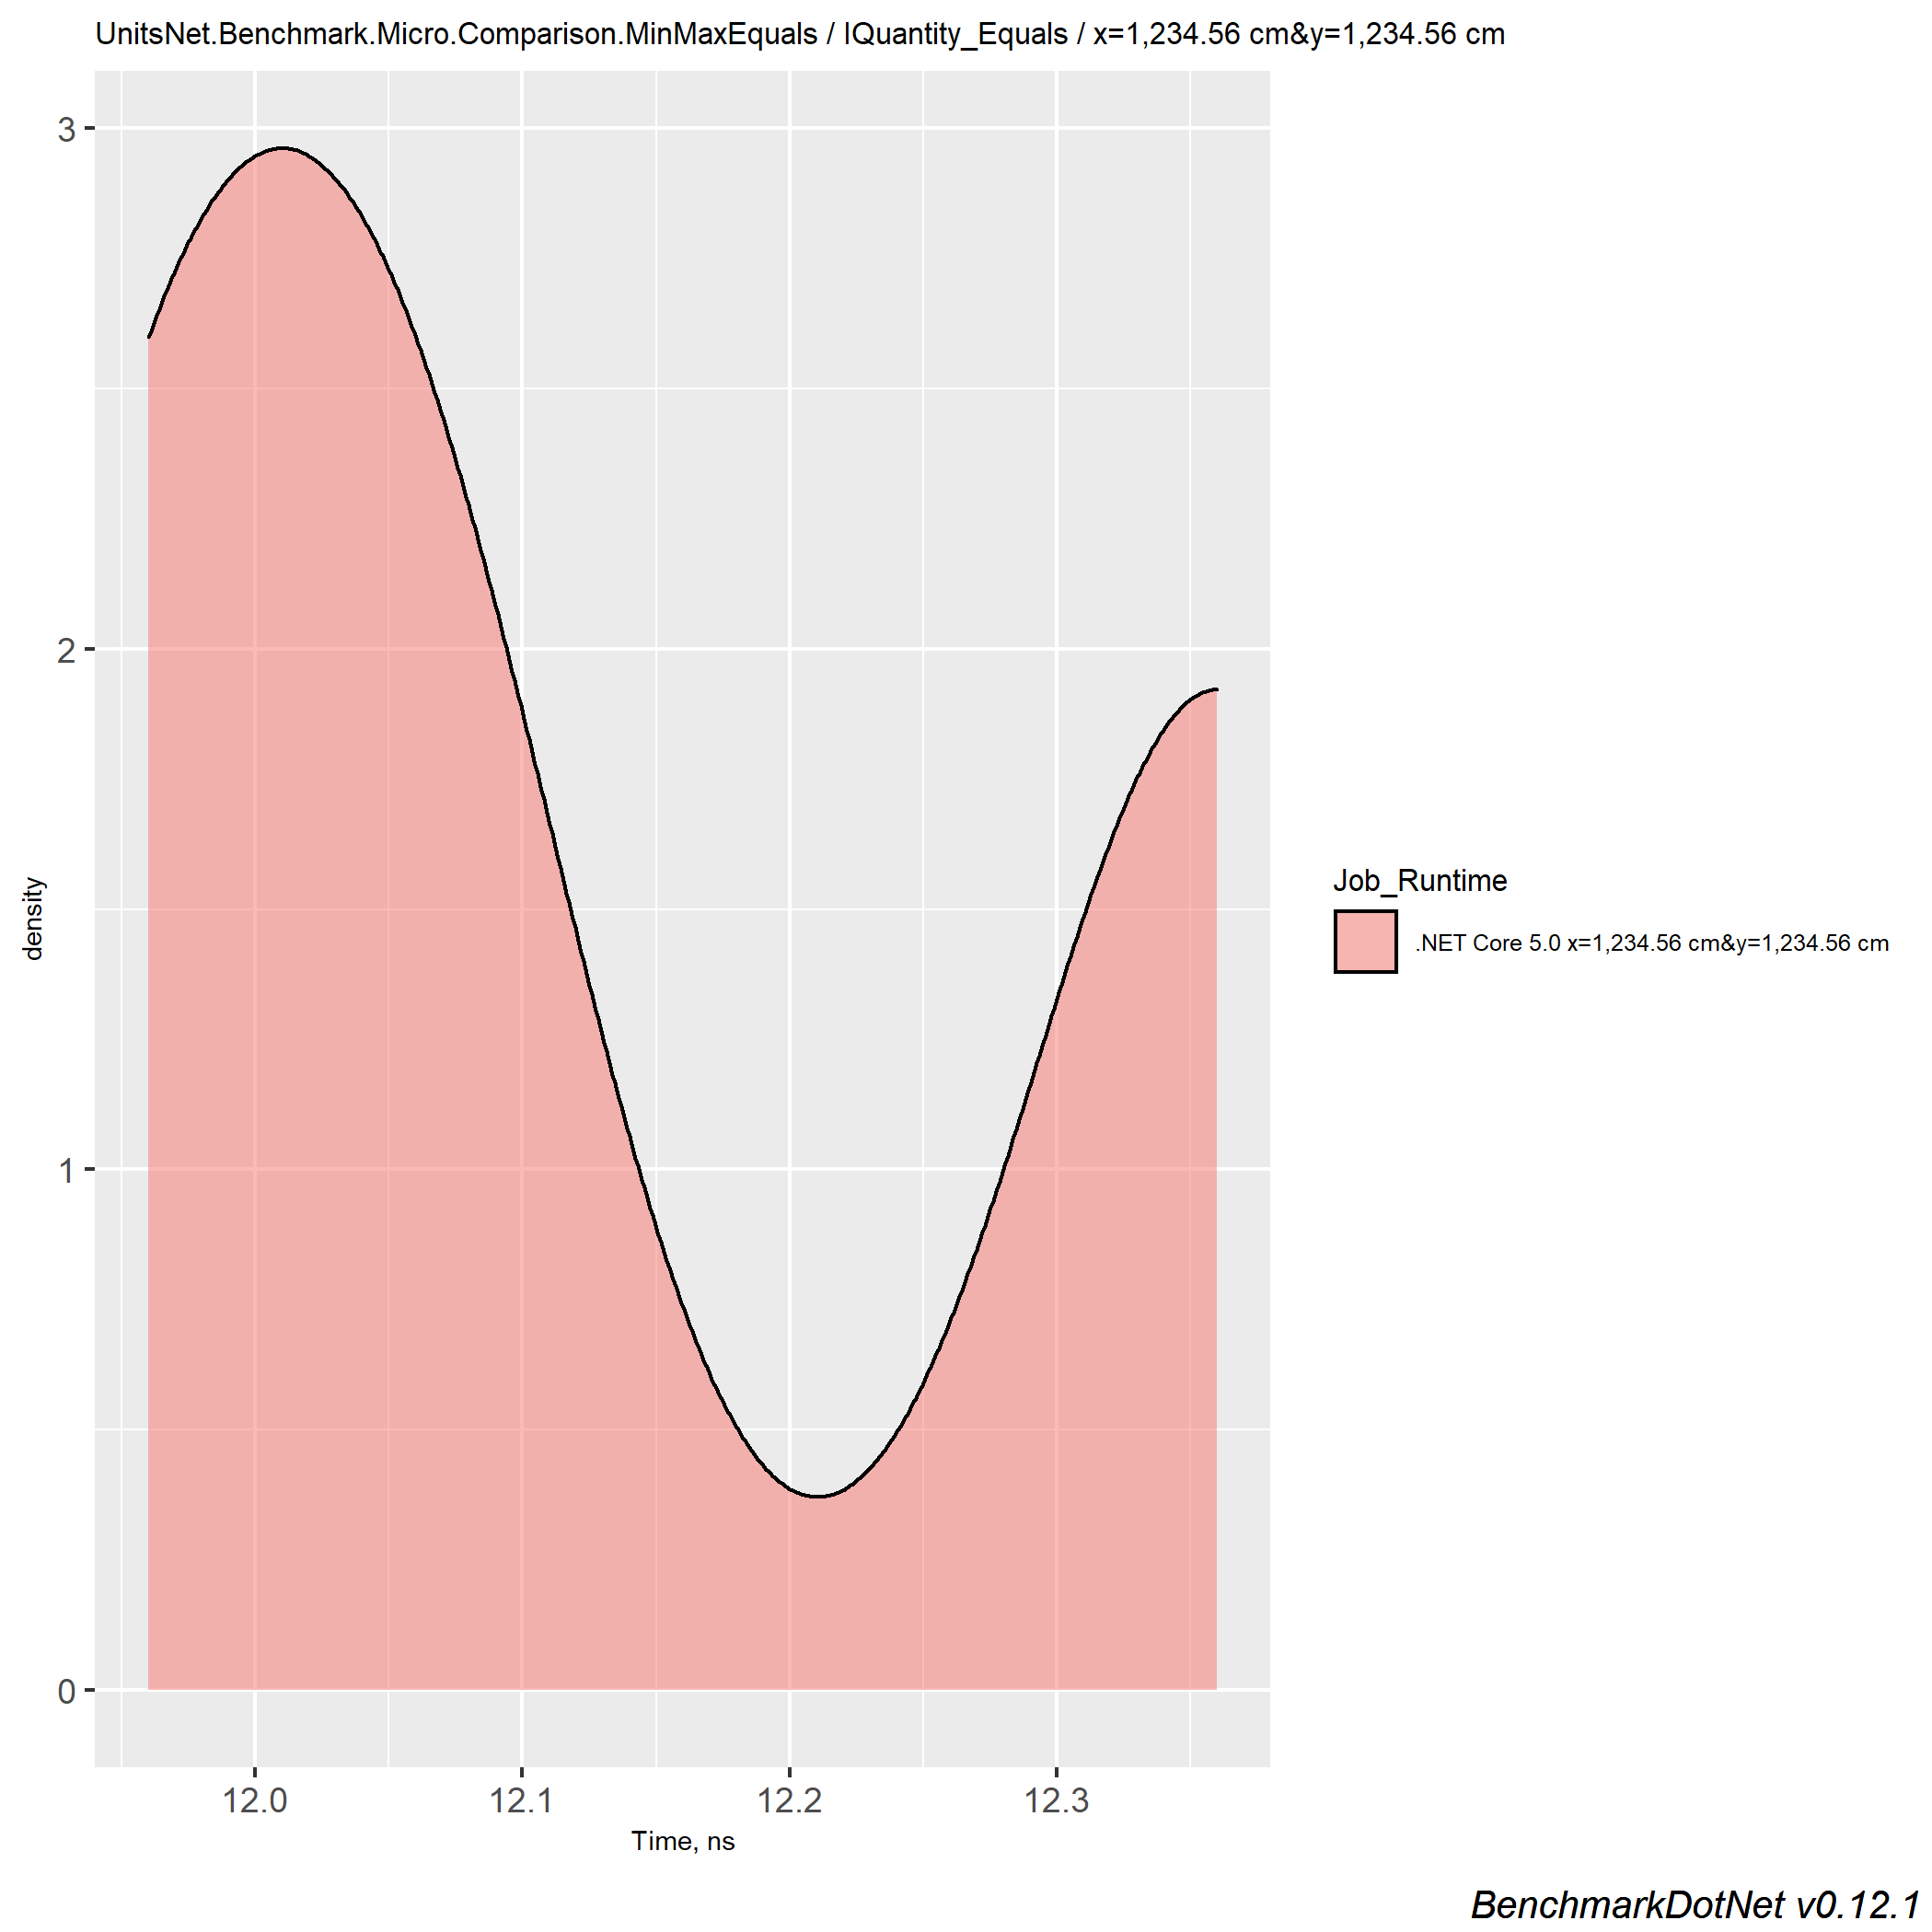 UnitsNet.Benchmark.Micro.Comparison.MinMaxEquals / IQuantity_Equals / x=1,234.56 cm&y=1,234.56 cm
3
2
1
0
density
12.0 12.1 12.2 12.3
Time, ns
Job_Runtime
.NET Core 5.0 x=1,234.56 cm&y=1,234.56 cm
BenchmarkDotNet v0.12.1